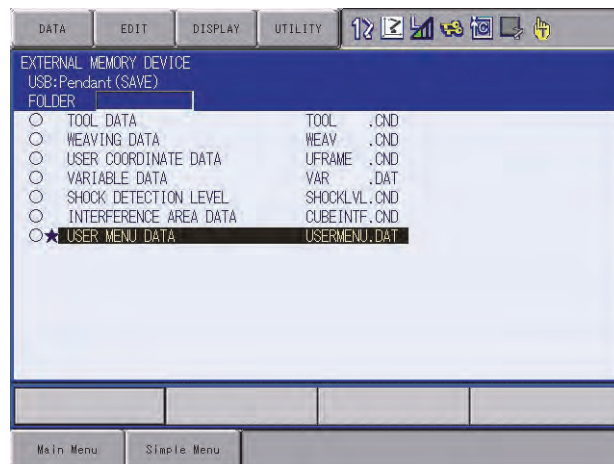 DATA EDIT DISPLAY UTILITY
EXTERNAL MEMORY DEVICE
USB:Pendant(SAVE)
FOLDER
TOOL DATA TOOL .CND
WEAVING DATA WEAV .CND
USER COORDINATE DATA UFRAME .CND
VARIABLE DATA VAR .DAT
SHOCK DETECTION LEVEL SHOCKLVL.CND
INTERFERENCE AREA DATA CUBEINTF.CND
USER MENU DATA USERMENU.DAT
Main Menu Simple Menu